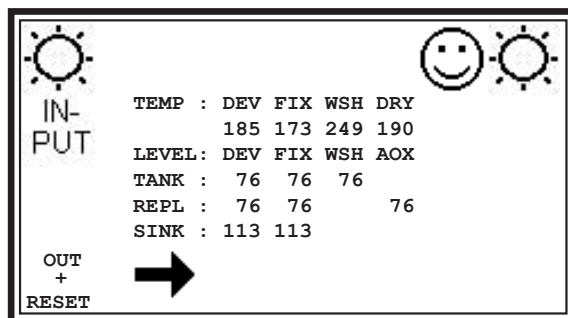 IN-
PUT
TEMP : DEV FIX WSH DRY
185 173 249 190
LEVEL: DEV FIX WSH AOX
TANK : 76 76 76
REPL : 76 76 76
SINK : 113 113
OUT
+
RESET